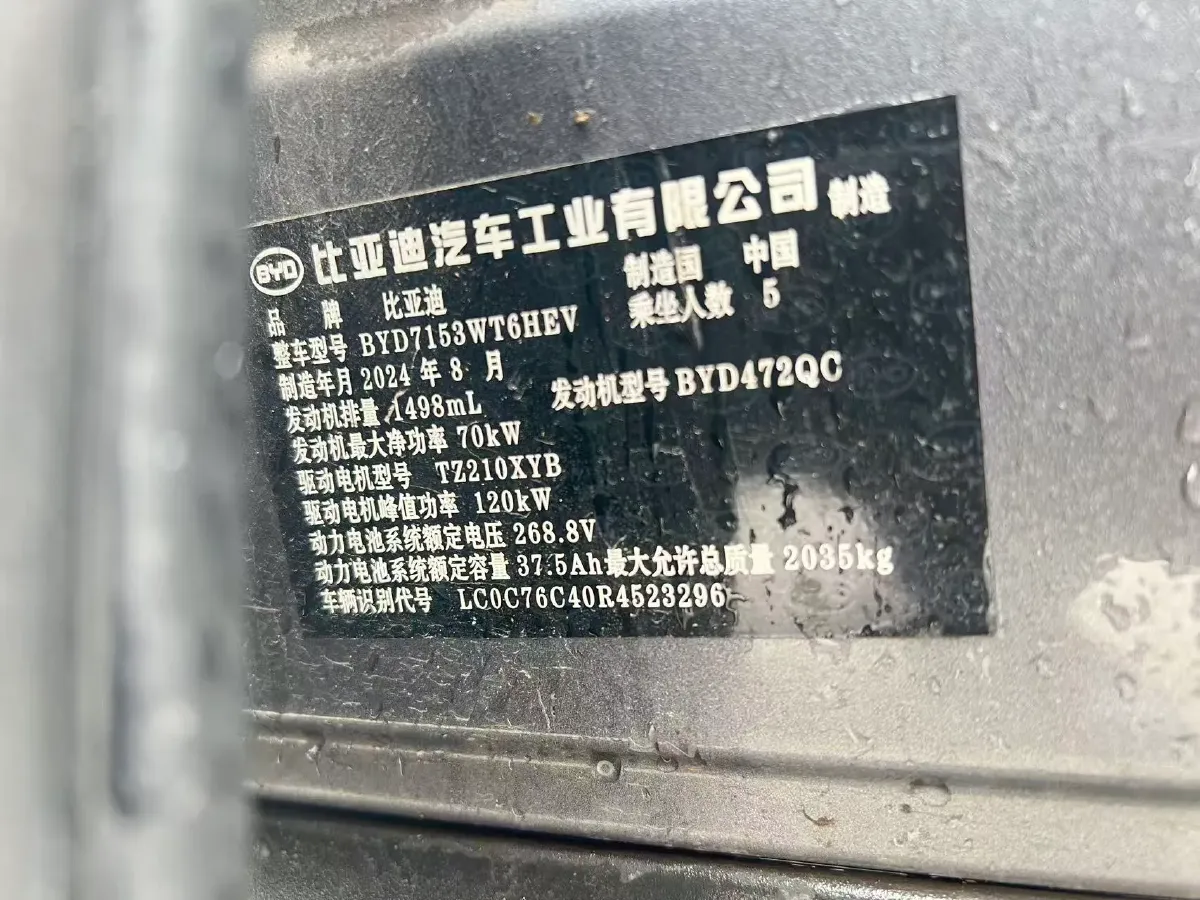 BYD 比亚迪汽车工业有限公司 制造
品 牌 比亚迪 制造国 中国
整车型号 BYD7153WT6HEV 乘坐人数 5
制造年月 2024 年 8 月
发动机排量 1498mL 发动机型号 BYD472QC
发动机最大净功率 70kW
驱动电机型号 TZ210XYB
驱动电机峰值功率 120kW
动力电池系统额定电压 268.8V
动力电池系统额定容量 37.5Ah 最大允许总质量 2035kg
车辆识别代号 LC0C76C40R4523296